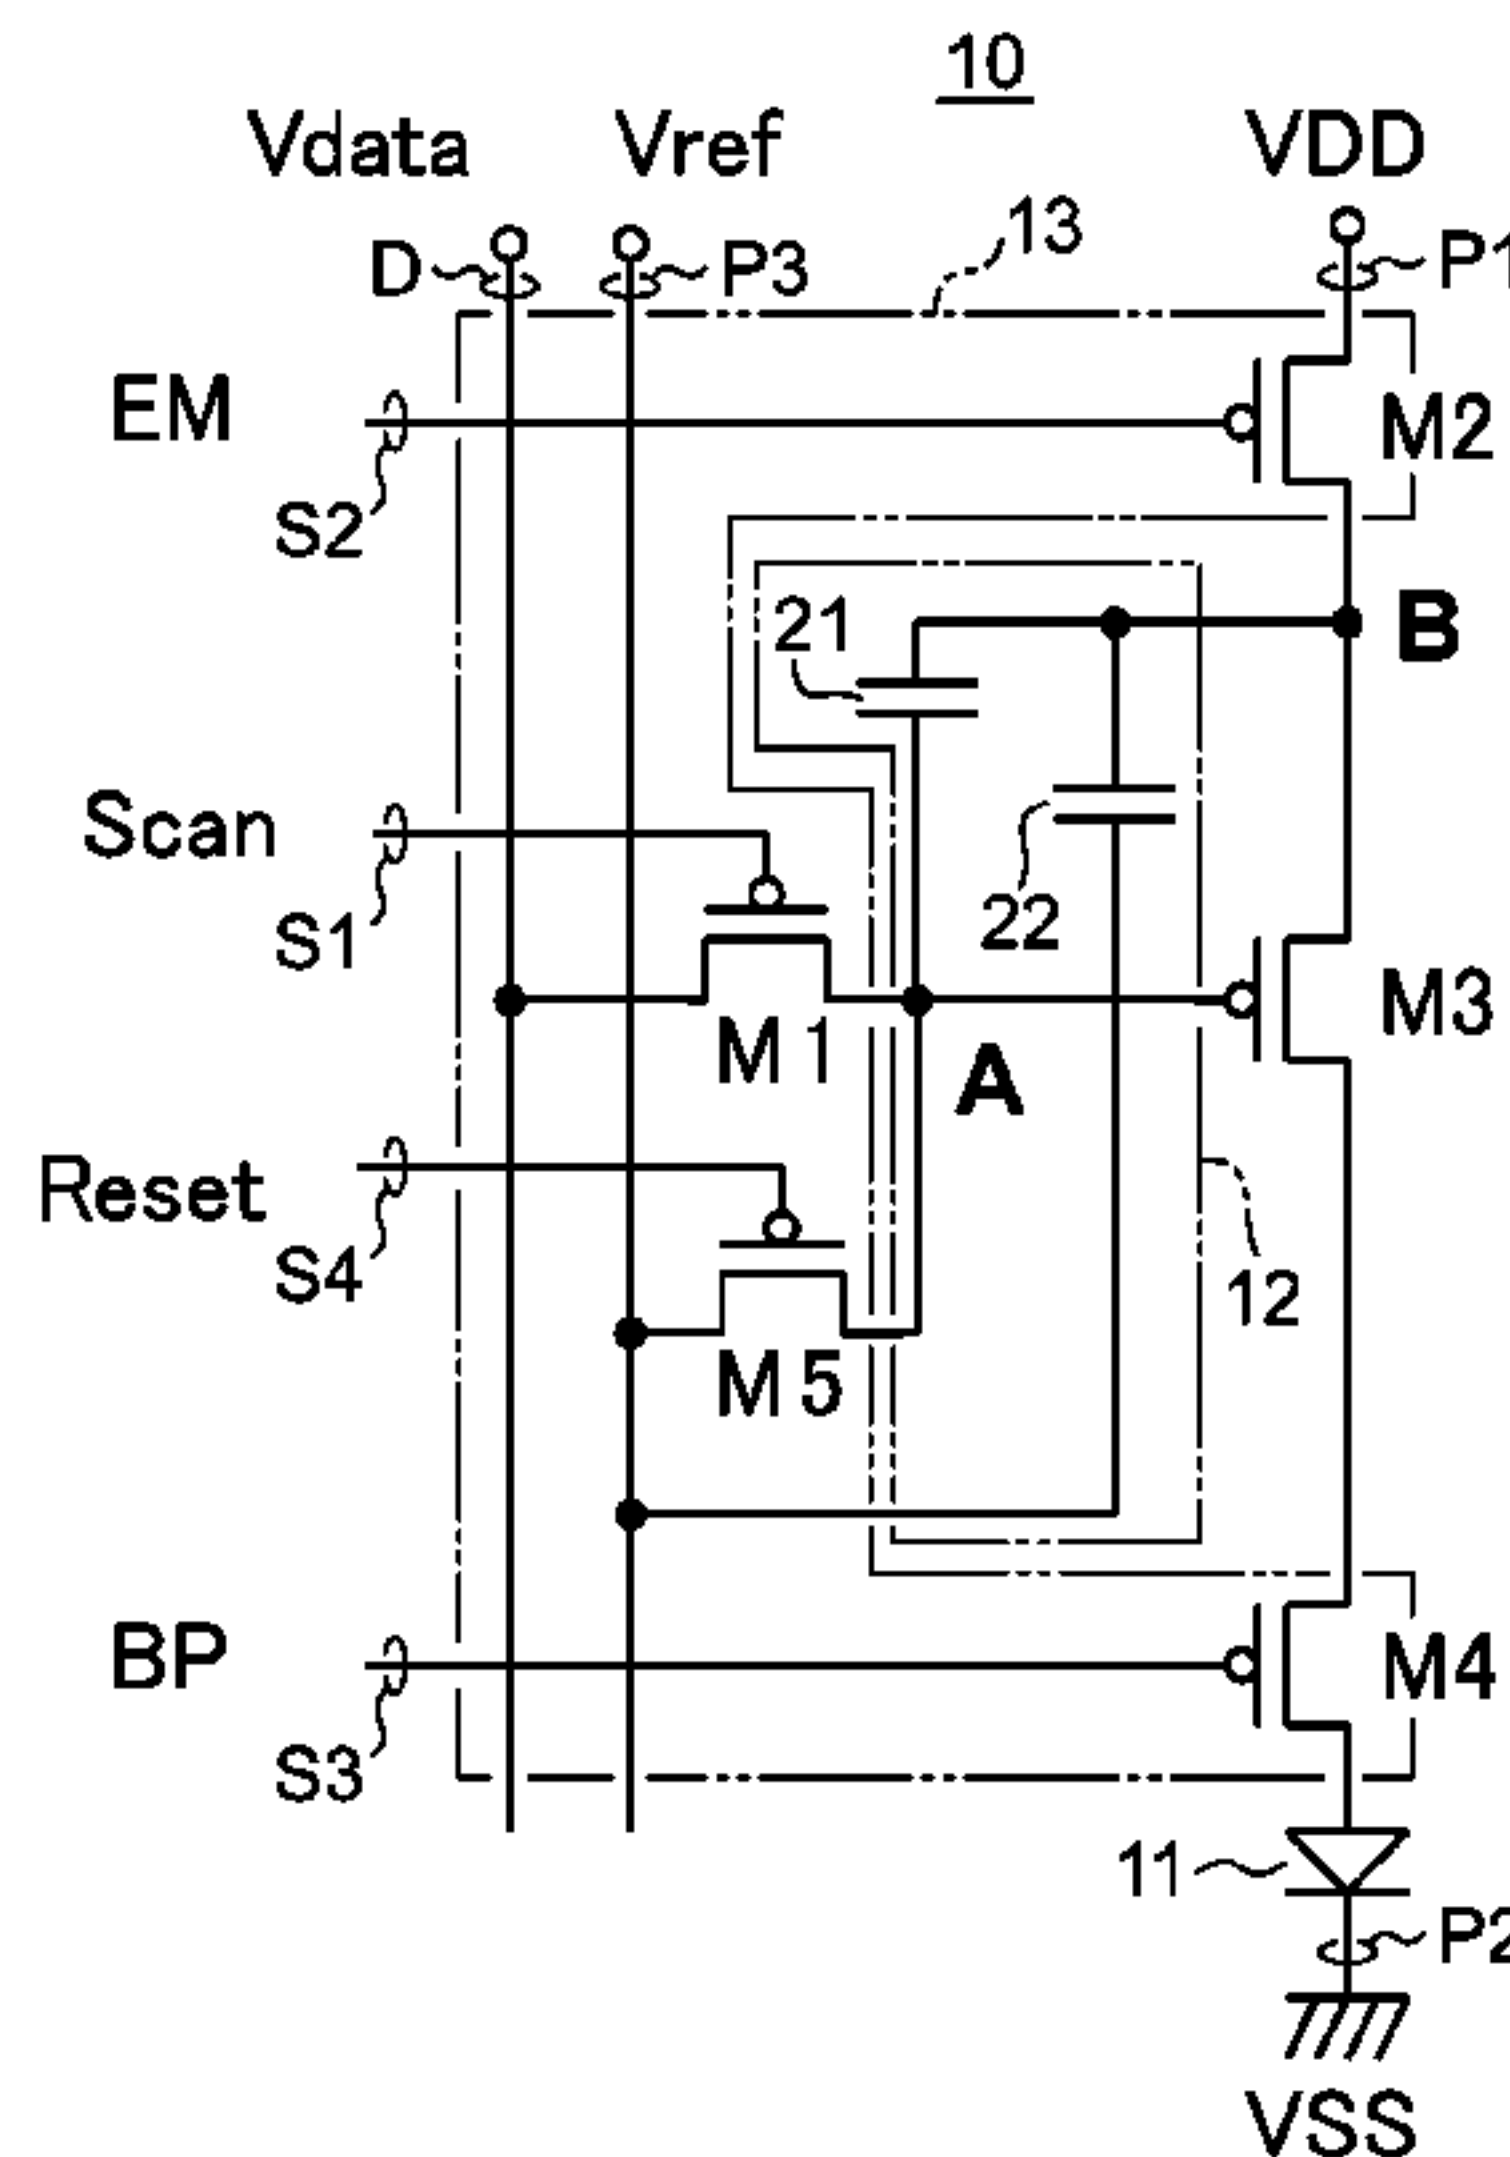 10
Vdata Vref VDD
13
D P3 P1
EM M2
S2
21 B
Scan
22
S1 M3
M1
A
Reset
S4 12
M5
BP M4
S3
11
P2
VSS